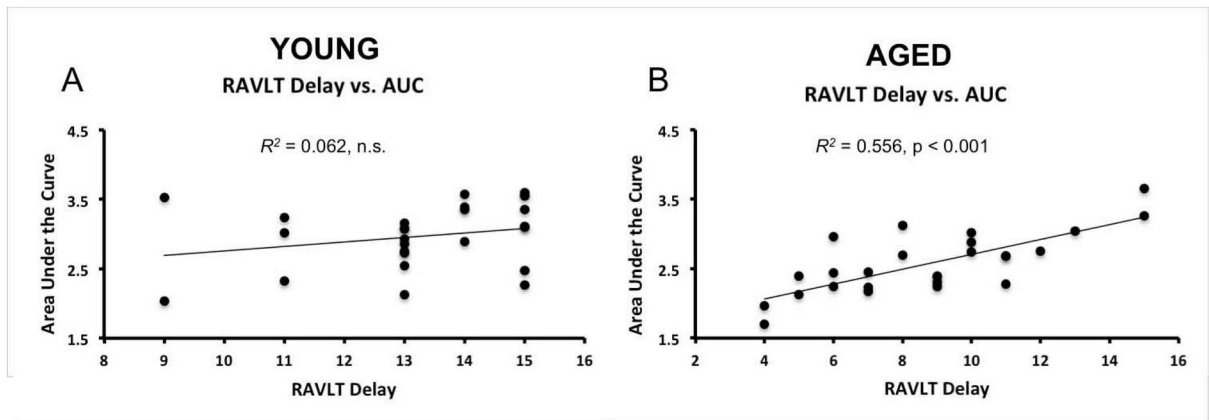 YOUNG
A
RAVLT Delay vs. AUC
R² = 0.062, n.s.
Area Under the Curve
4.5
3.5
2.5
1.5
8 9 10 11 12 13 14 15 16
RAVLT Delay
AGED
B
RAVLT Delay vs. AUC
R² = 0.556, p < 0.001
Area Under the Curve
4.5
3.5
2.5
1.5
2 4 6 8 10 12 14 16
RAVLT Delay